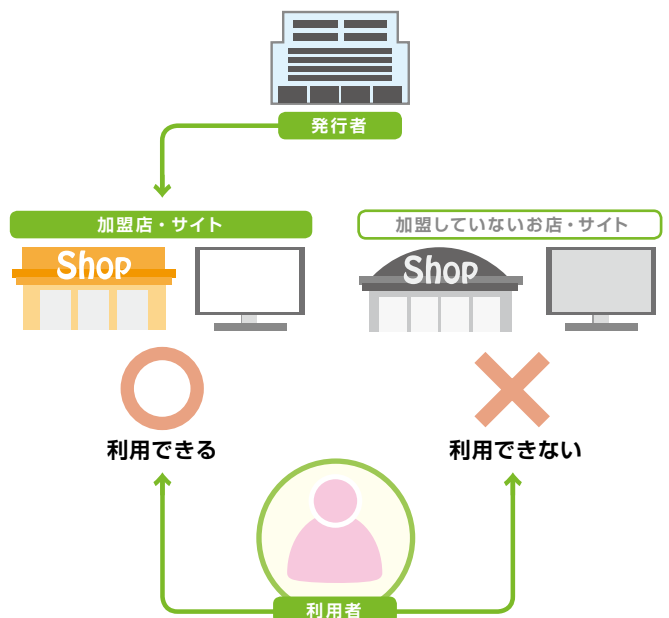 発行者
加盟店・サイト
加盟していないお店・サイト
Shop
Shop
利用できる
利用できない
利用者